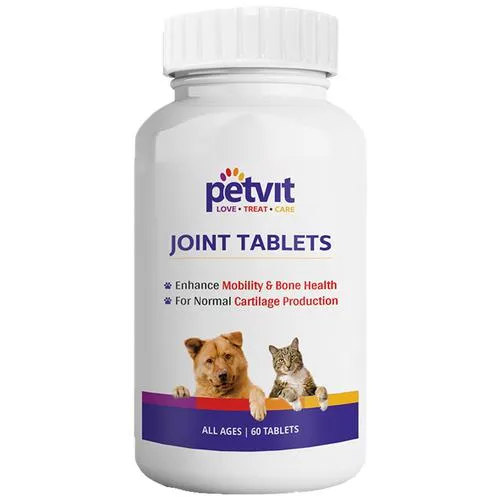 petvit
LOVE • TREAT • CARE
JOINT TABLETS
Enhance Mobility & Bone Health
For Normal Cartilage Production
ALL AGES | 60 TABLETS